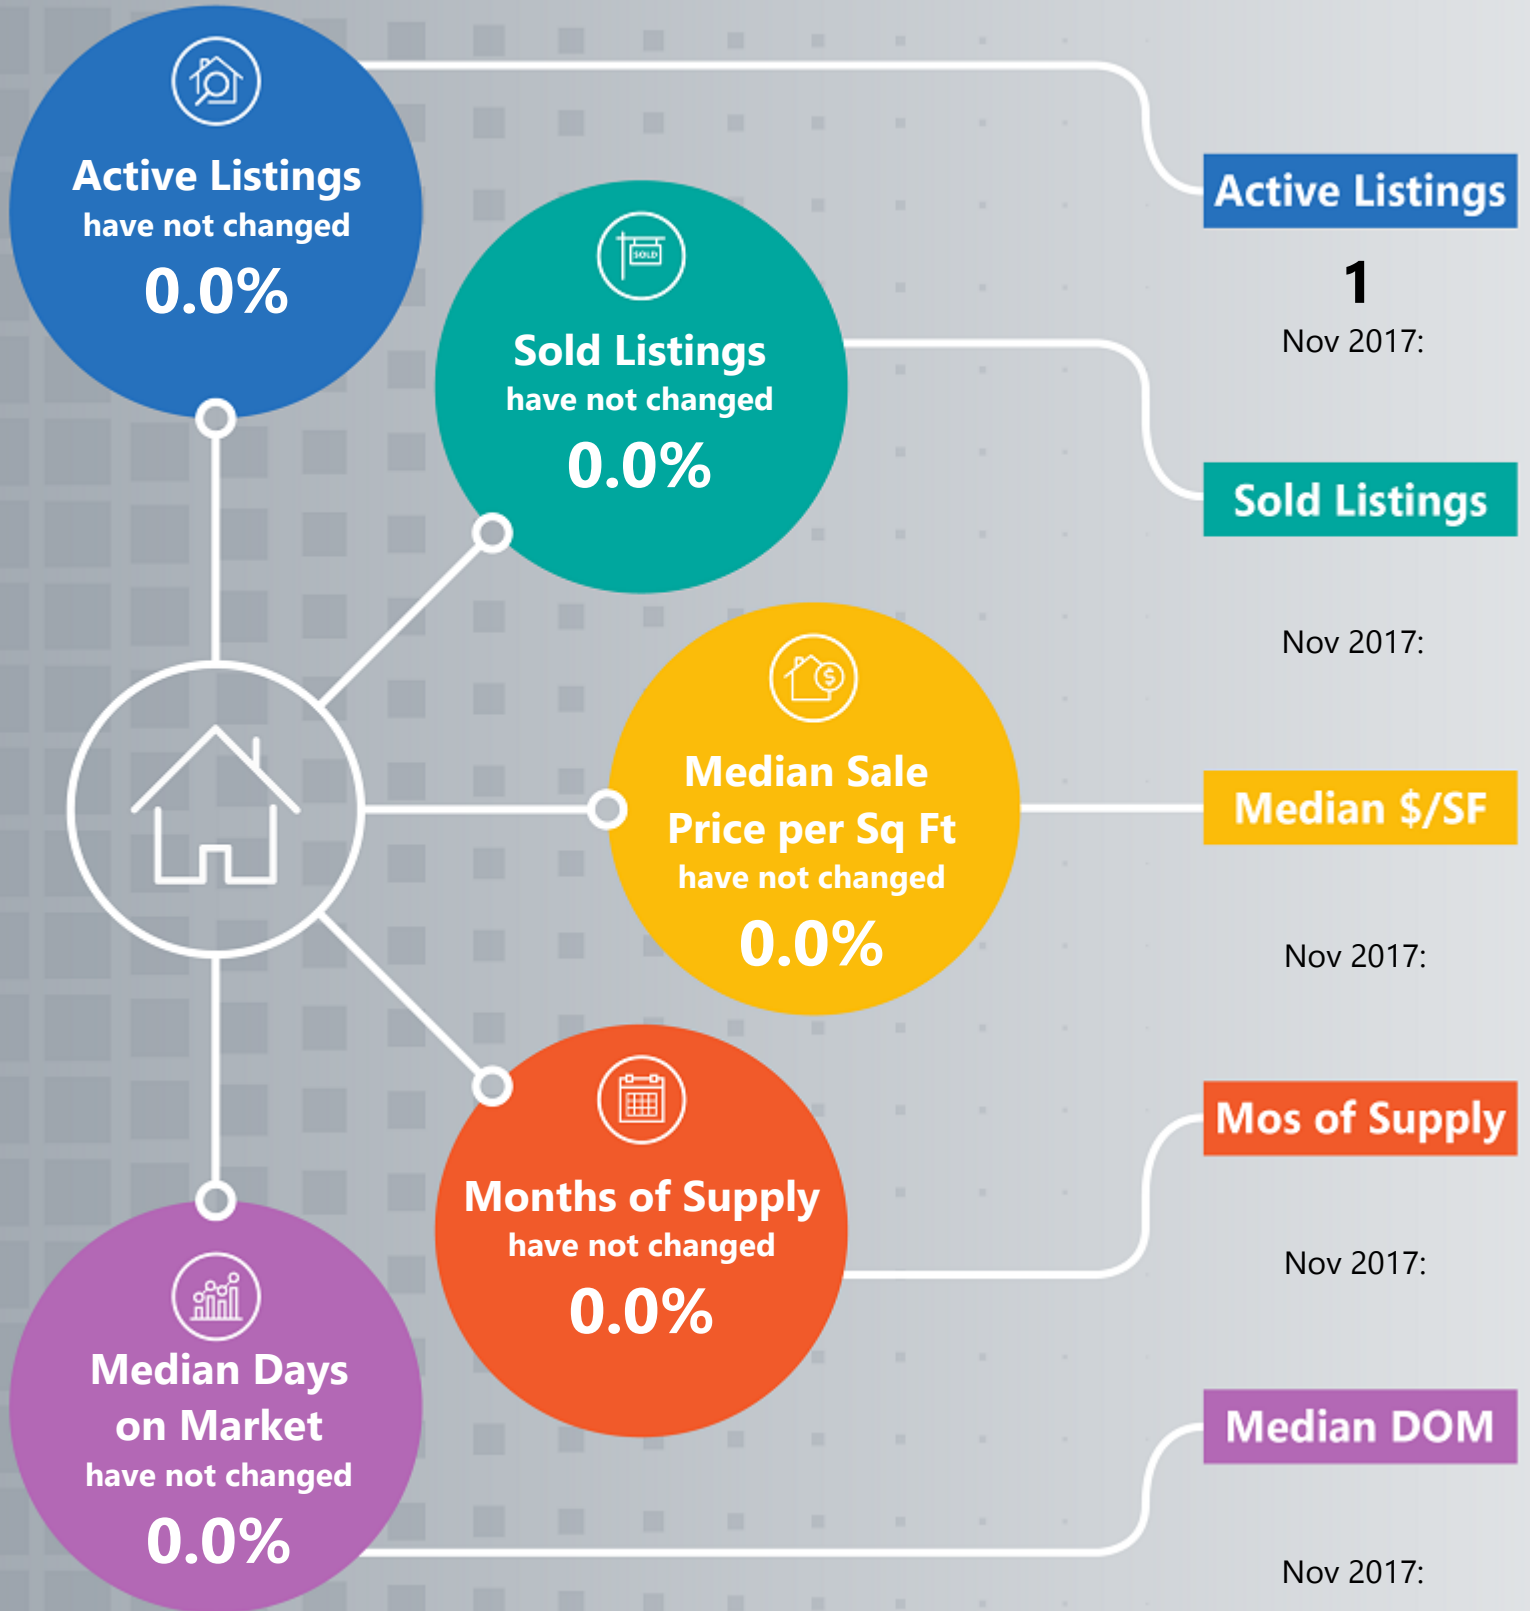 Active Listings
have not changed
0.0%
SOLD
Sold Listings
have not changed
0.0%
Median Sale
Price per Sq Ft
have not changed
0.0%
$
Months of Supply
have not changed
0.0%
Median Days
on Market
have not changed
0.0%
Active Listings
1
Nov 2017:
Sold Listings
Nov 2017:
Median $/SF
Nov 2017:
Mos of Supply
Nov 2017:
Median DOM
Nov 2017: